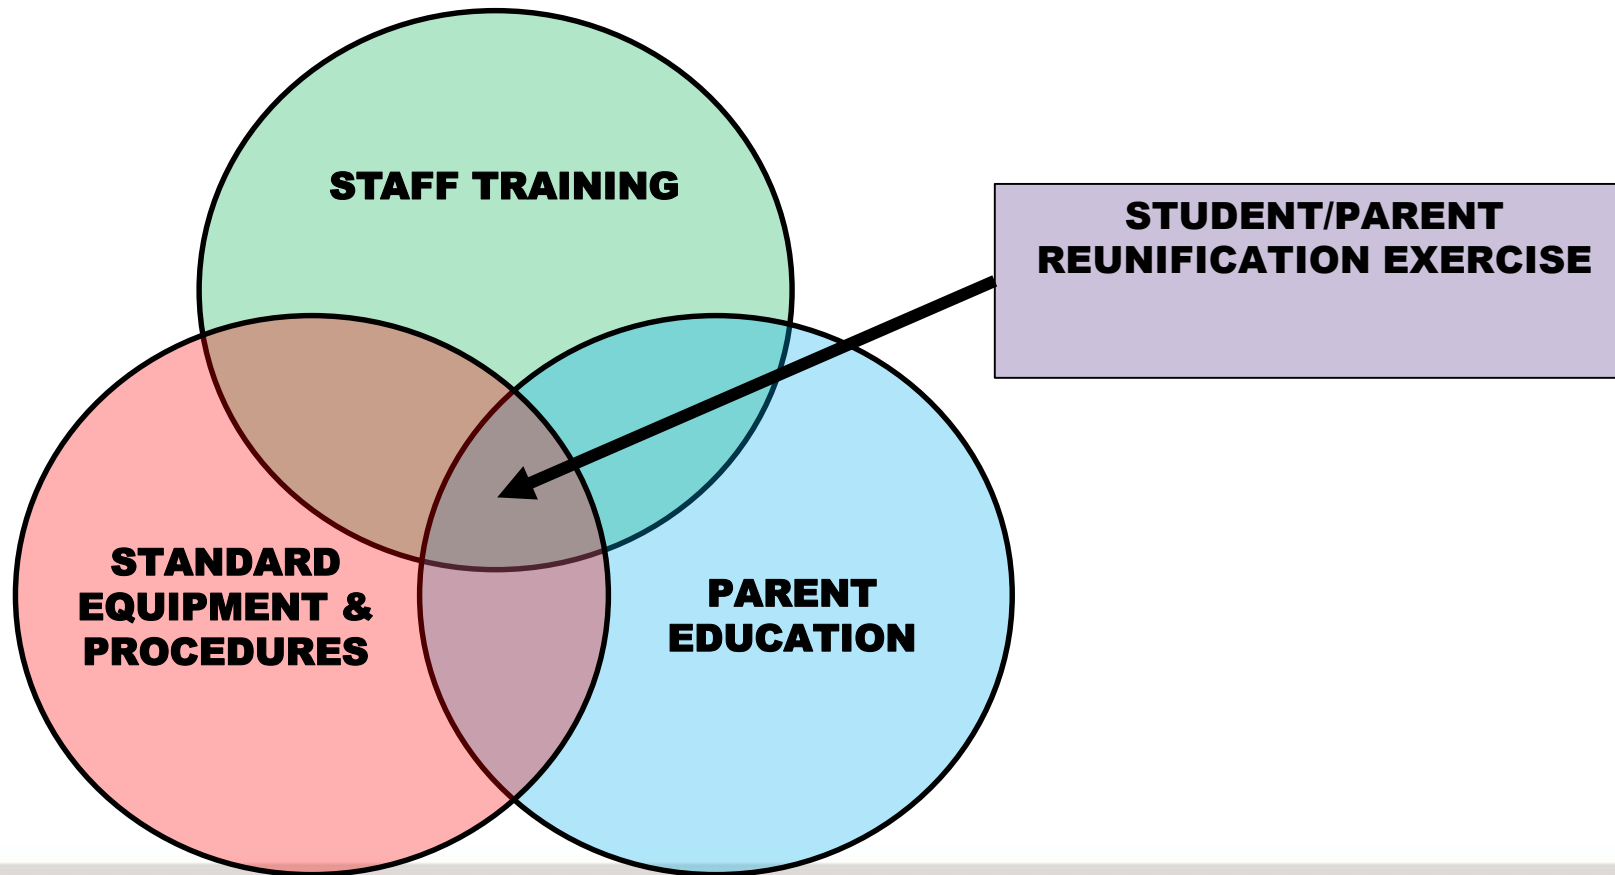 STAFF TRAINING
STUDENT/PARENT
REUNIFICATION EXERCISE
STANDARD
EQUIPMENT &
PROCEDURES
PARENT
EDUCATION